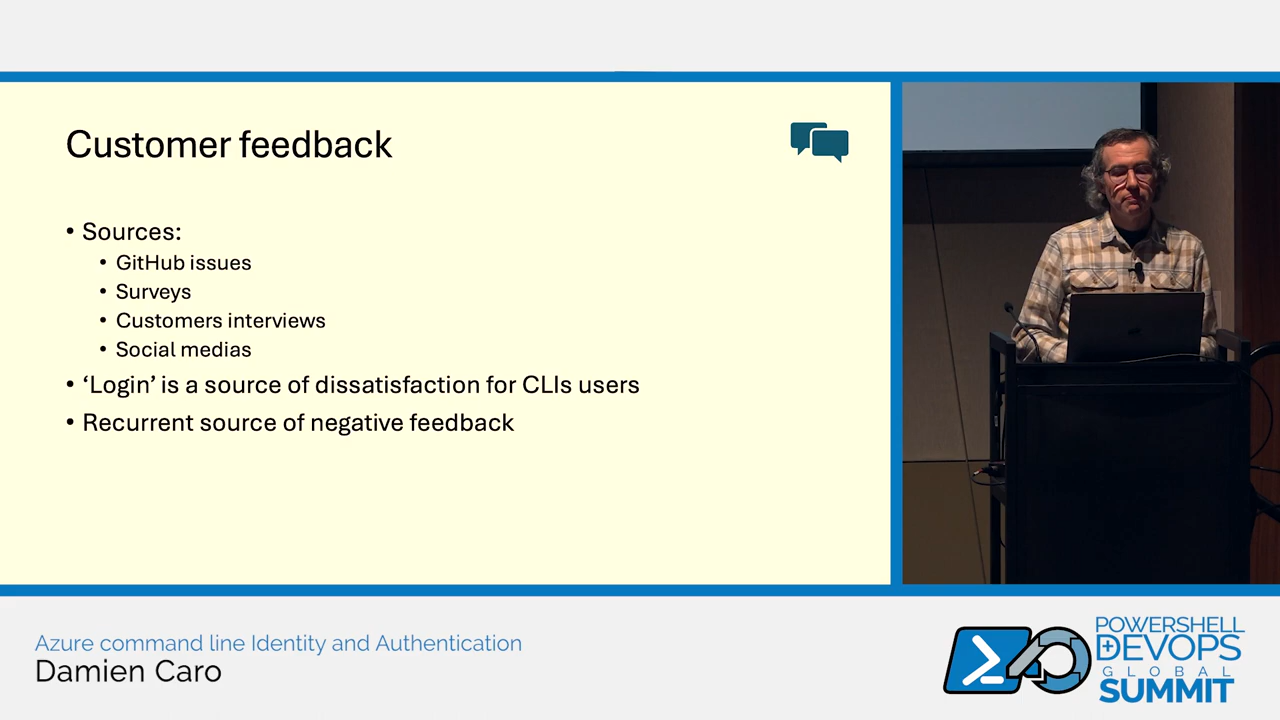 Customer feedback
• Sources:
• GitHub issues
• Surveys
• Customers interviews
• Social medias
• ‘Login’ is a source of dissatisfaction for CLIs users
• Recurrent source of negative feedback
Azure command line Identity and Authentication
Damien Caro
POWERSHELL
DEVOPS
GLOBAL
SUMMIT